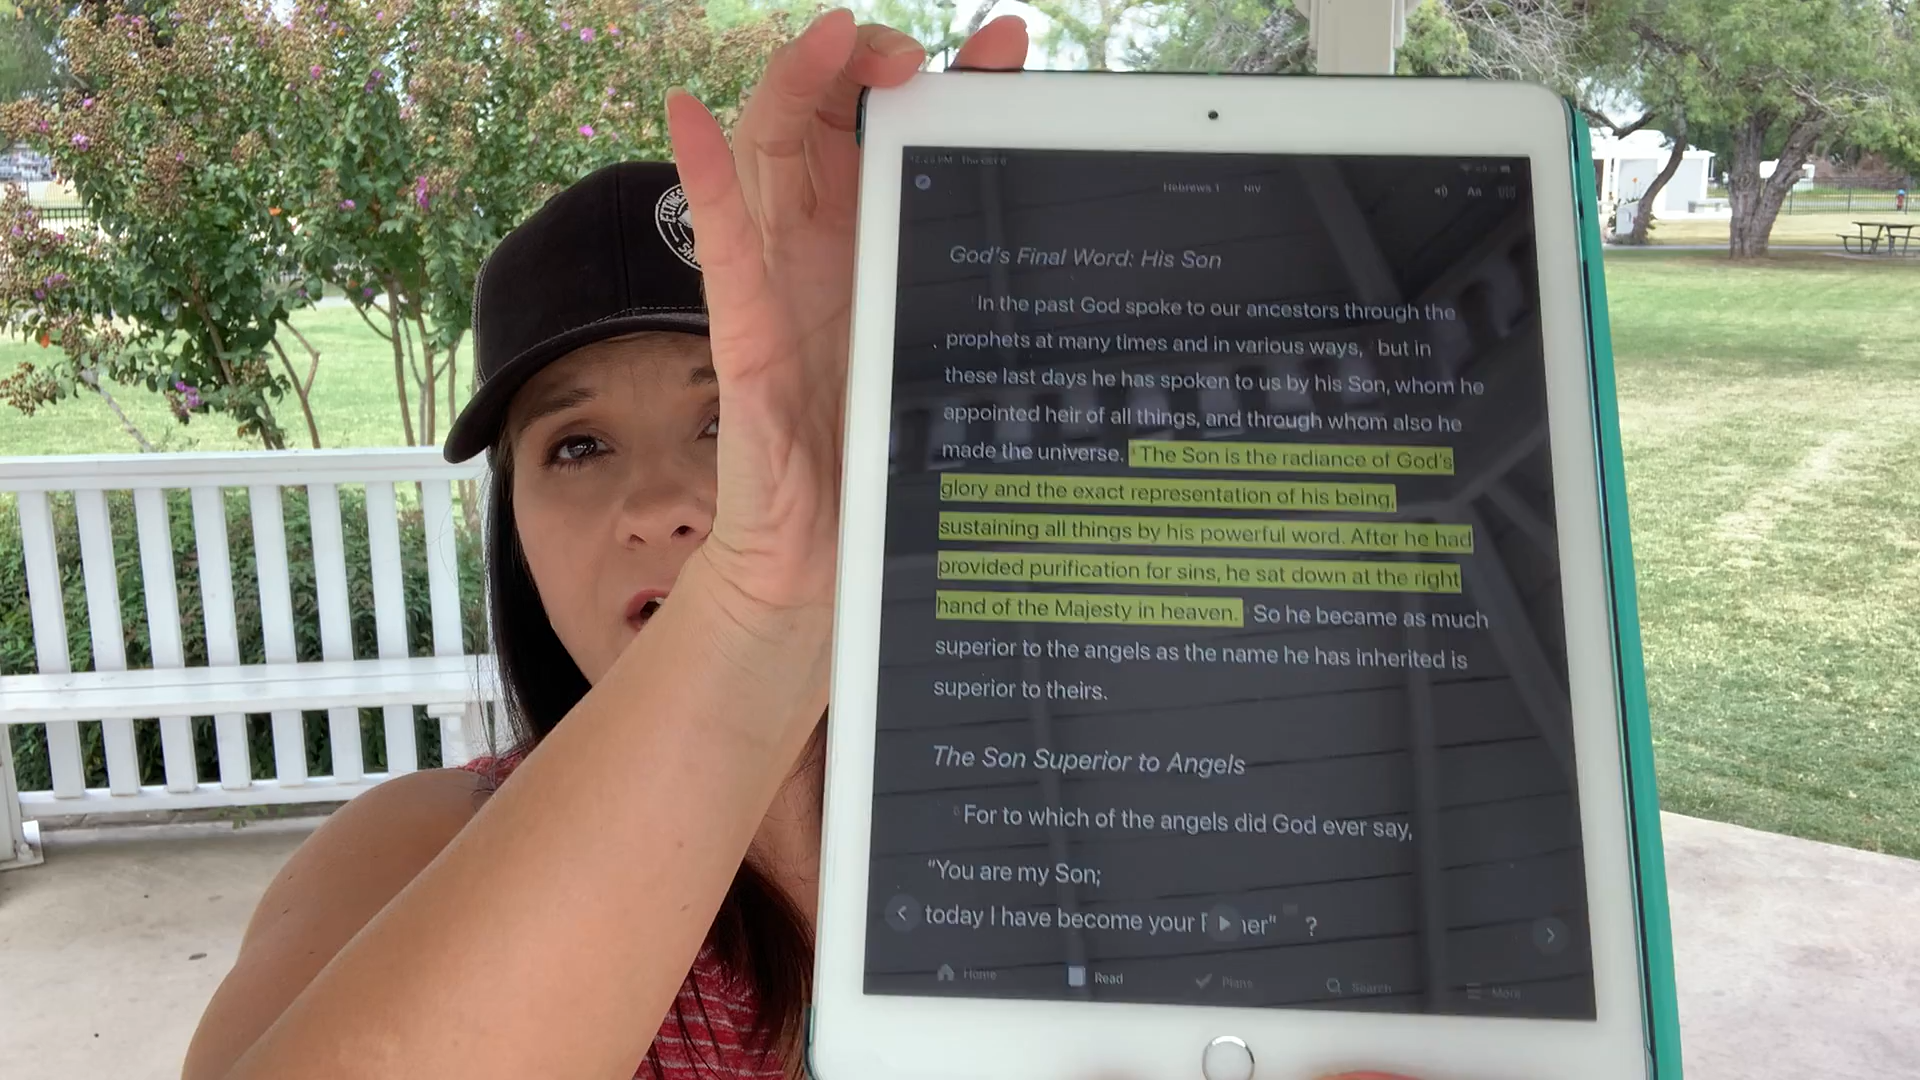 Hebrews 1 NIV
Aa
God's Final Word: His Son
In the past God spoke to our ancestors through the
prophets at many times and in various ways, but in
these last days he has spoken to us by his Son, whom he
appointed heir of all things, and through whom also he
made the universe. The Son is the radiance of God's
glory and the exact representation of his being,
sustaining all things by his powerful word. After he had
provided purification for sins, he sat down at the right
hand of the Majesty in heaven. So he became as much
superior to the angels as the name he has inherited is
superior to theirs.
The Son Superior to Angels
For to which of the angels did God ever say,
"You are my Son;
today I have become your her" ?
Home Read Plans Search More